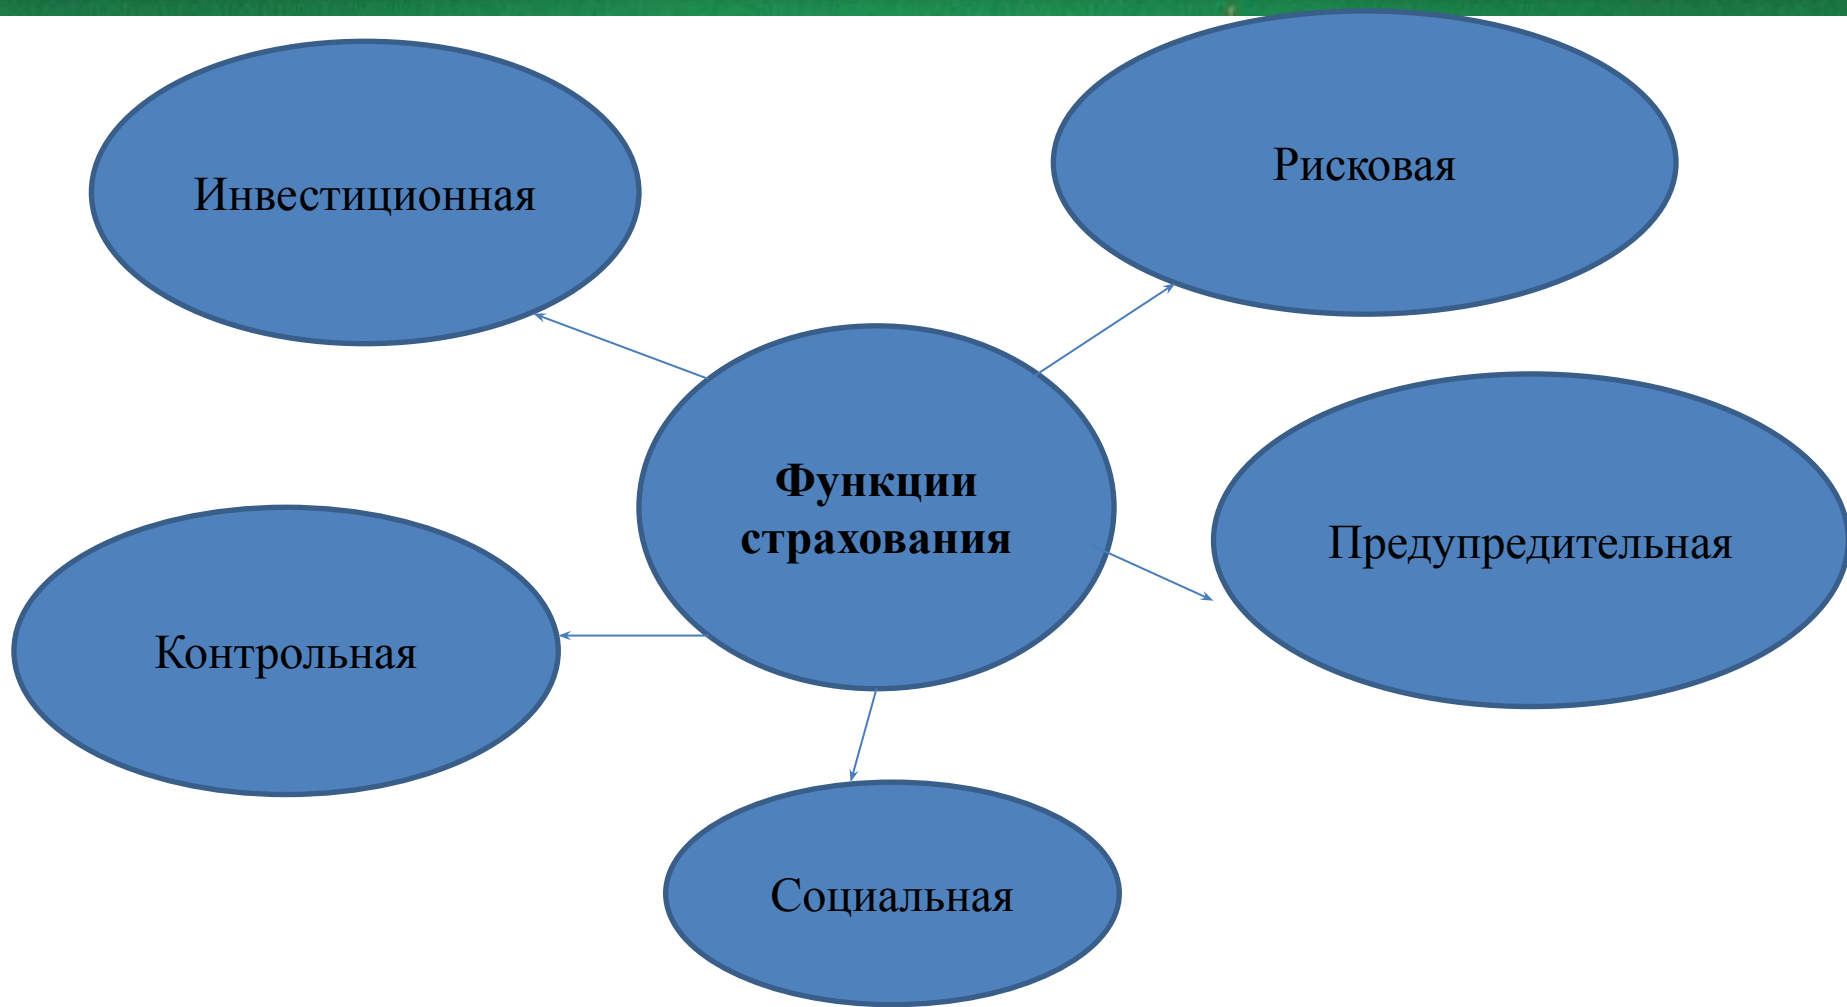 Инвестиционная
Рисковая
Функции
страхования
Предупредительная
Контрольная
Социальная